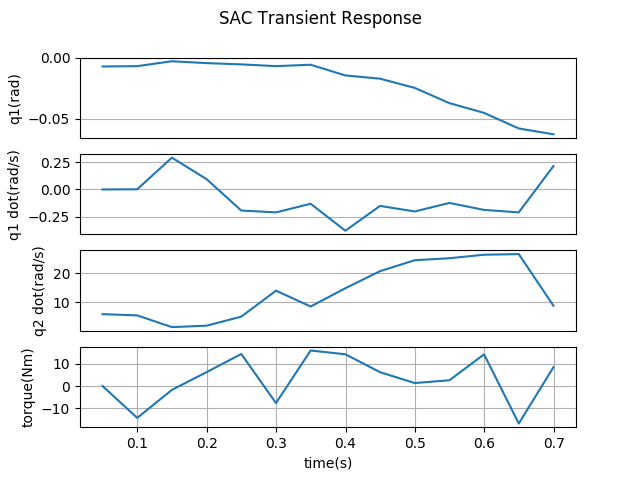 SAC Transient Response
q1(rad)
0.00
−0.05
q1 dot(rad/s)
0.25
0.00
−0.25
q2 dot(rad/s)
20
10
torque(Nm)
10
0
−10
0.1 0.2 0.3 0.4 0.5 0.6 0.7
time(s)